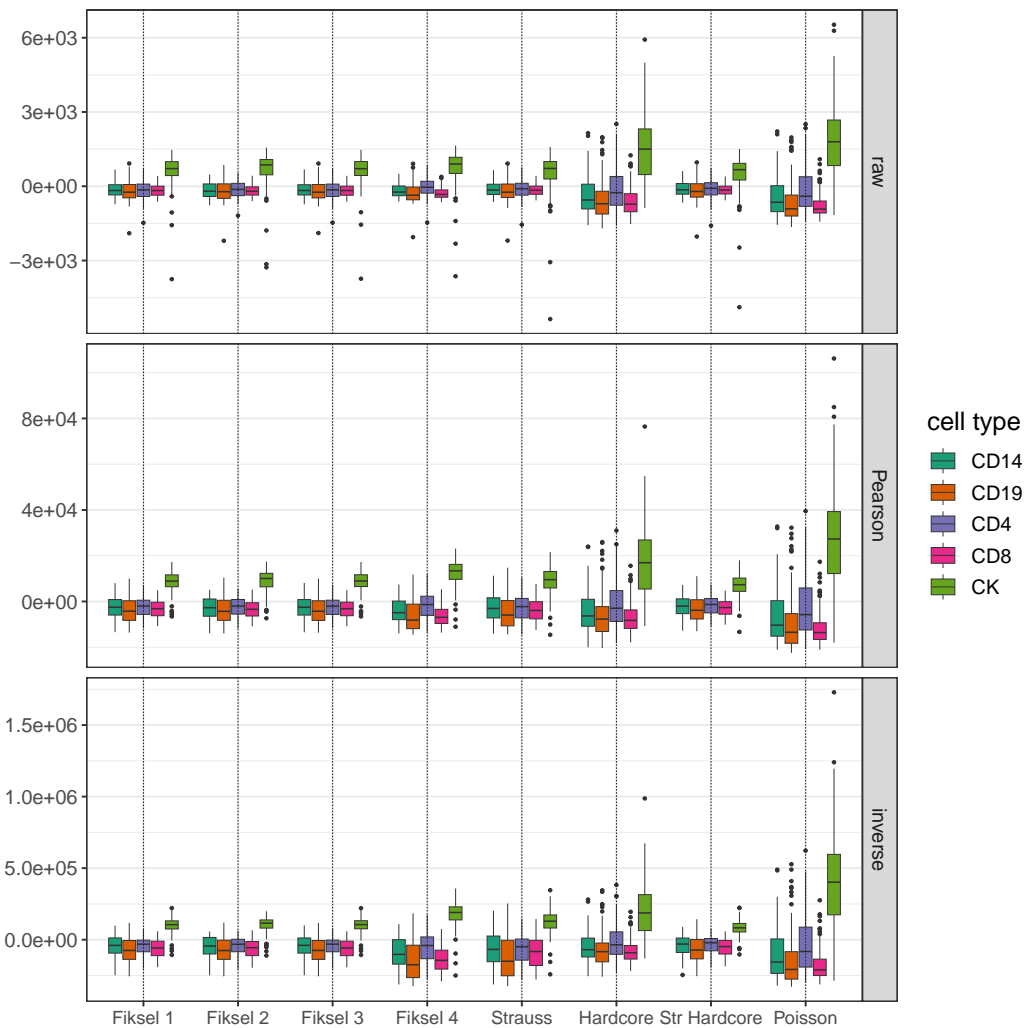 6e+03
3e+03
0e+00
−3e+03
raw
8e+04
4e+04
0e+00
Pearson
1.5e+06
1.0e+06
5.0e+05
0.0e+00
inverse
Fiksel 1 Fiksel 2 Fiksel 3 Fiksel 4 Strauss Hardcore Str Hardcore Poisson
cell type
CD14
CD19
CD4
CD8
CK